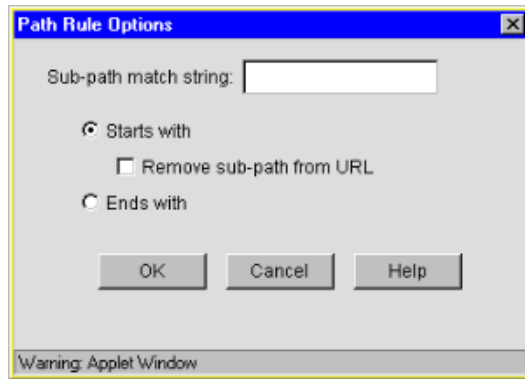 Path Rule Options
Sub-path match string:
Starts with
Remove sub-path from URL
Ends with
OK Cancel Help
Warning: Applet Window